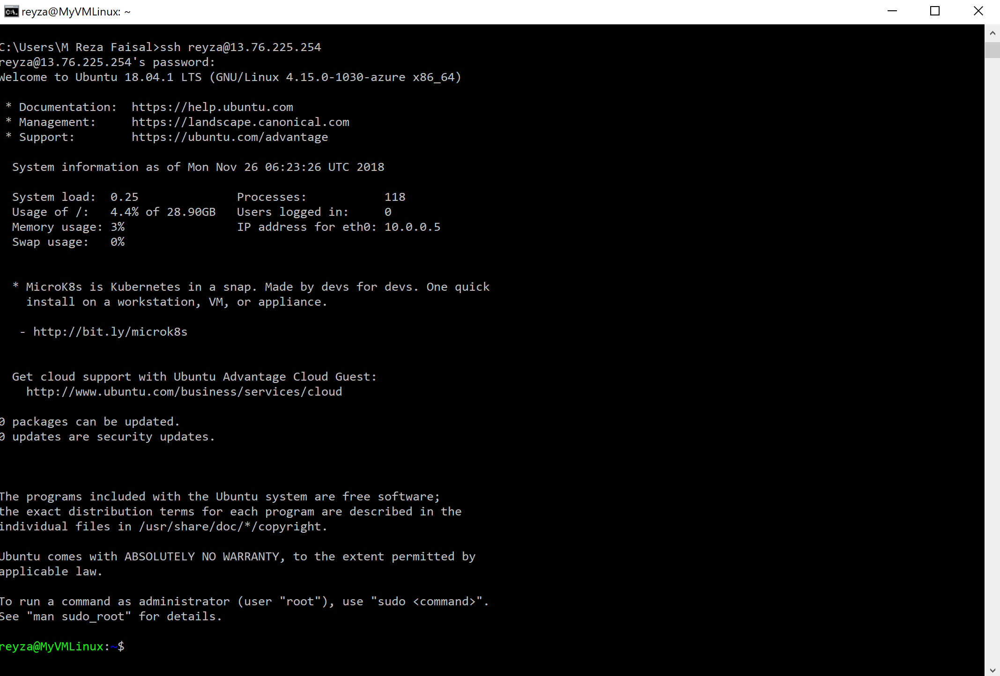 reyza@MyVMLinux: ~
C:\Users\M Reza Faisal>ssh reyza@13.76.225.254
reyza@13.76.225.254's password:
Welcome to Ubuntu 18.04.1 LTS (GNU/Linux 4.15.0-1030-azure x86_64)
* Documentation:  https://help.ubuntu.com
* Management:     https://landscape.canonical.com
* Support:        https://ubuntu.com/advantage
System information as of Mon Nov 26 06:23:26 UTC 2018
System load:  0.25              Processes:           118
Usage of /:   4.4% of 28.90GB   Users logged in:     0
Memory usage: 3%                IP address for eth0: 10.0.0.5
Swap usage:   0%
* MicroK8s is Kubernetes in a snap. Made by devs for devs. One quick
install on a workstation, VM, or appliance.
- http://bit.ly/microk8s
Get cloud support with Ubuntu Advantage Cloud Guest:
http://www.ubuntu.com/business/services/cloud
0 packages can be updated.
0 updates are security updates.
The programs included with the Ubuntu system are free software;
the exact distribution terms for each program are described in the
individual files in /usr/share/doc/*/copyright.
Ubuntu comes with ABSOLUTELY NO WARRANTY, to the extent permitted by
applicable law.
To run a command as administrator (user "root"), use "sudo <command>".
See "man sudo_root" for details.
reyza@MyVMLinux:~$